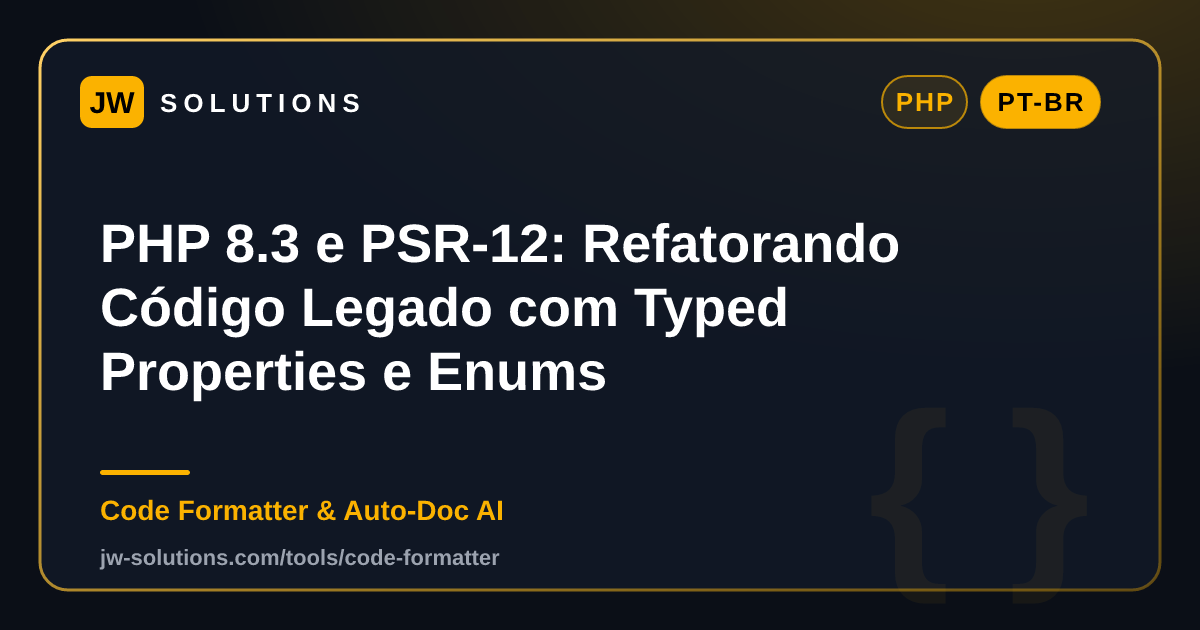 JW SOLUTIONS
PHP PT-BR
PHP 8.3 e PSR-12: Refatorando
Código Legado com Typed
Properties e Enums
Code Formatter & Auto-Doc AI
jw-solutions.com/tools/code-formatter
{ }